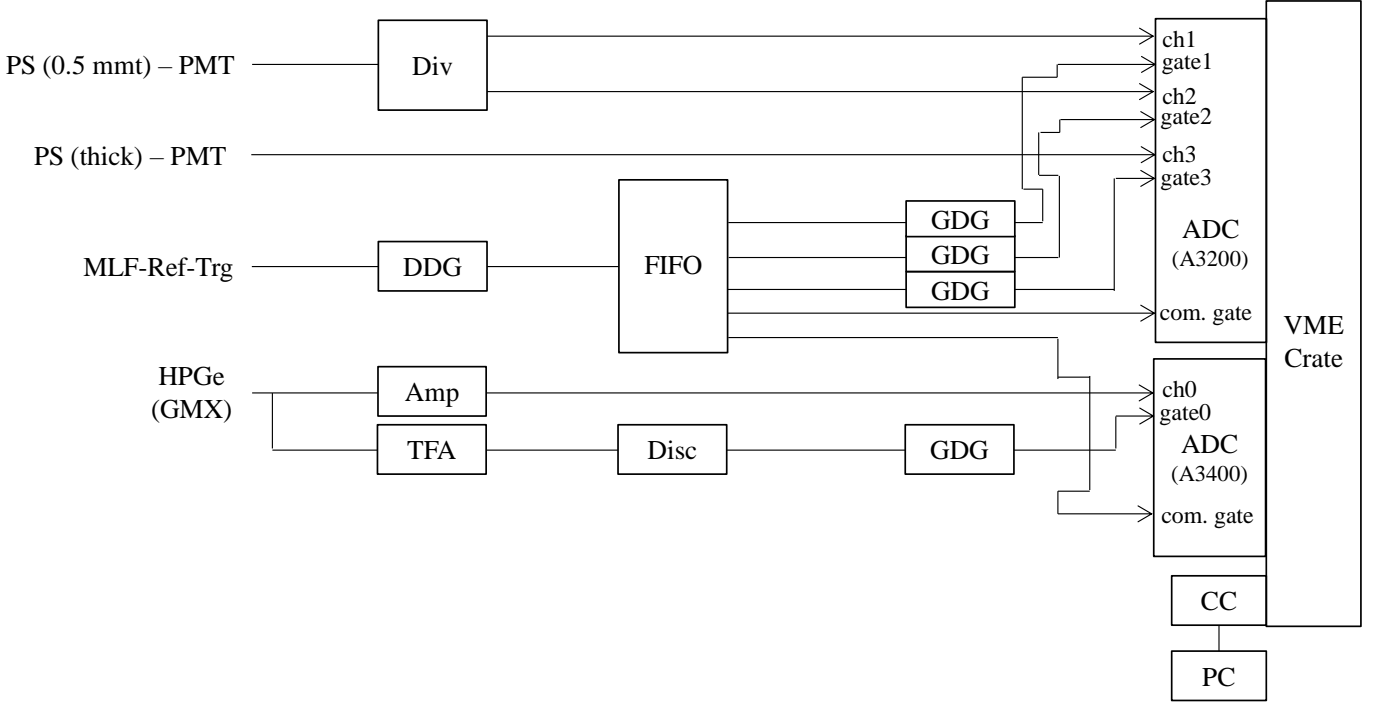 PS (0.5 mmt) – PMT
Div
ch1
gate1
ch2
gate2
PS (thick) – PMT
ch3
gate3
GDG
GDG
GDG
MLF-Ref-Trg
DDG
FIFO
ADC
(A3200)
com. gate
VME
Crate
HPGe
(GMX)
Amp
ch0
gate0
TFA
Disc
GDG
ADC
(A3400)
com. gate
CC
PC